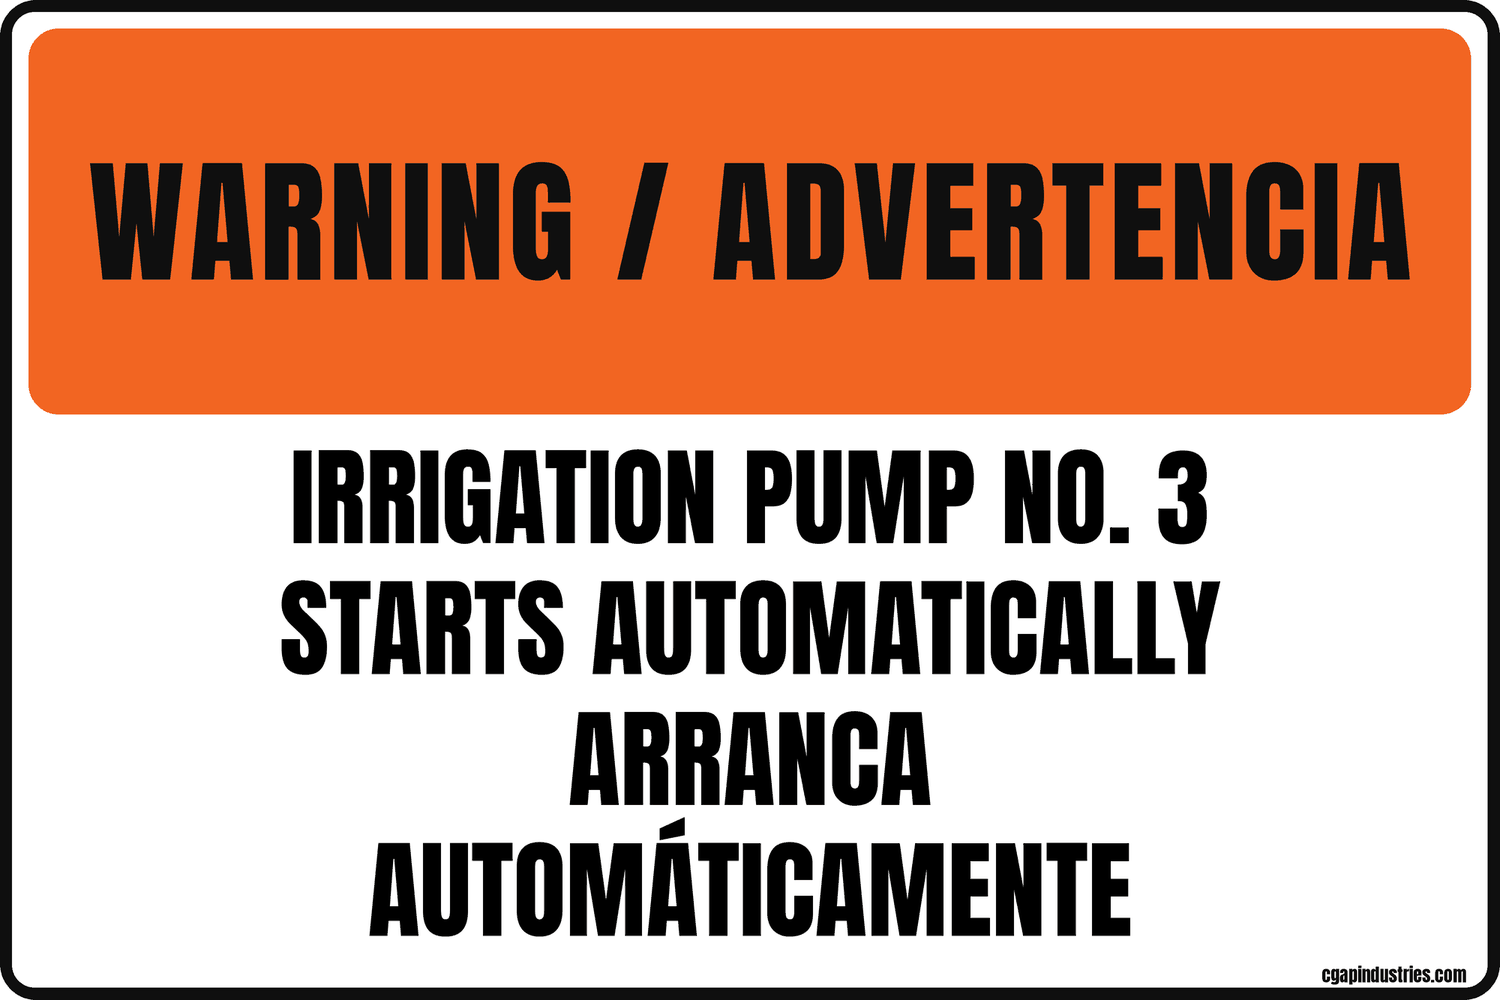 WARNING / ADVERTENCIA
IRRIGATION PUMP NO. 3
STARTS AUTOMATICALLY
ARRANCA
AUTOMÁTICAMENTE
cgapindustries.com